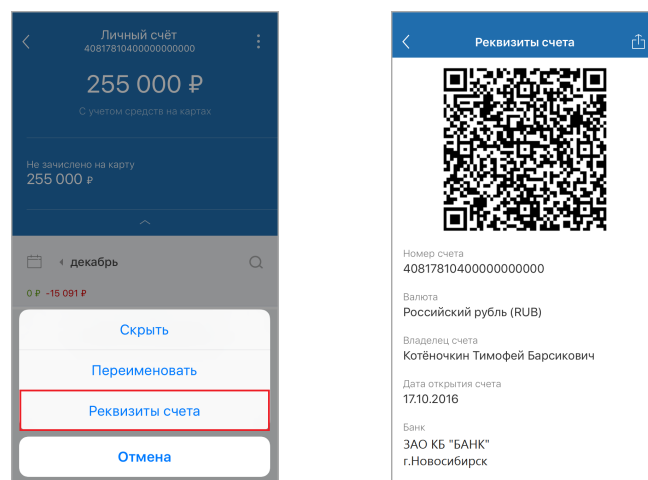 Личный счёт
40817810400000000000
255 000 ₽
С учетом средств на картах
Не зачислено на карту
255 000 ₽
декабрь
0 ₽ -15 091 ₽
Скрыть
Переименовать
Реквизиты счета
Отмена
Реквизиты счета
Номер счета
40817810400000000000
Валюта
Российский рубль (RUB)
Владелец счета
Котёночкин Тимофей Барсикович
Дата открытия счета
17.10.2016
Банк
ЗАО КБ "БАНК"
г.Новосибирск